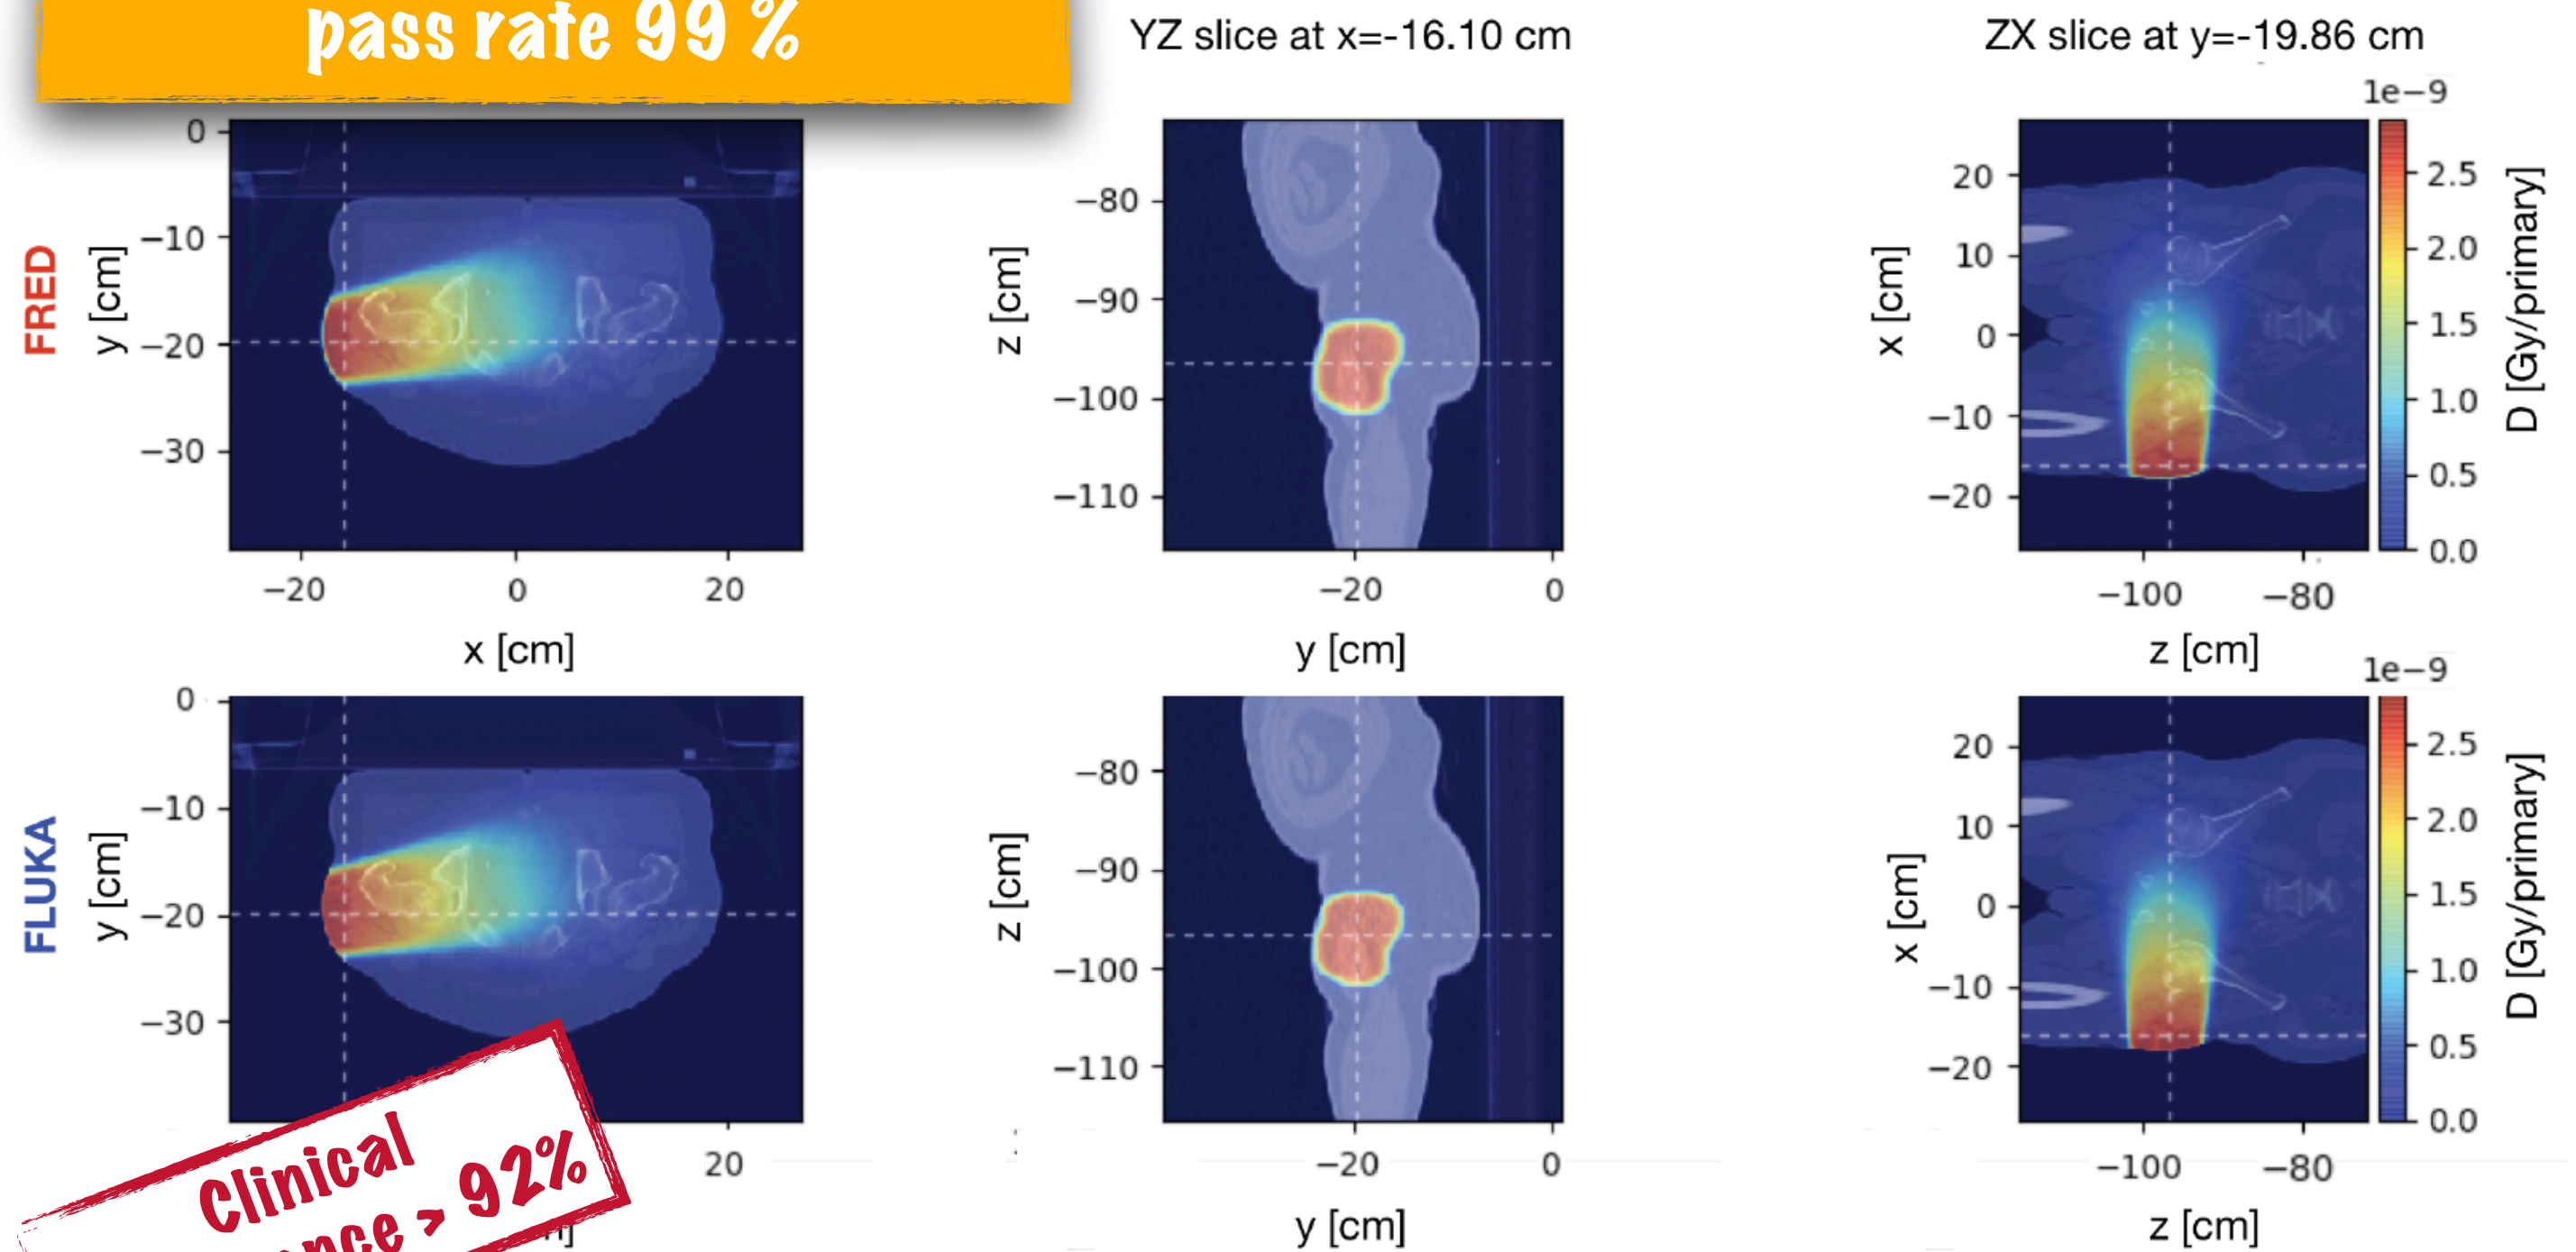 pass rate 99 %
YZ slice at x=-16.10 cm
ZX slice at y=-19.86 cm
1e−9
FRED
y [cm]
0
−10
−20
−30
−20
0
20
x [cm]
z [cm]
−80
−90
−100
−110
−20
0
y [cm]
x [cm]
20
10
0
−10
−20
−100
−80
z [cm]
2.5
2.0
1.5
1.0
0.5
0.0
D [Gy/primary]
1e−9
FLUKA
y [cm]
0
−10
−20
−30
20
z [cm]
−80
−90
−100
−110
−20
0
y [cm]
x [cm]
20
10
0
−10
−20
−100
−80
z [cm]
2.5
2.0
1.5
1.0
0.5
0.0
D [Gy/primary]
Clinical
> 92%